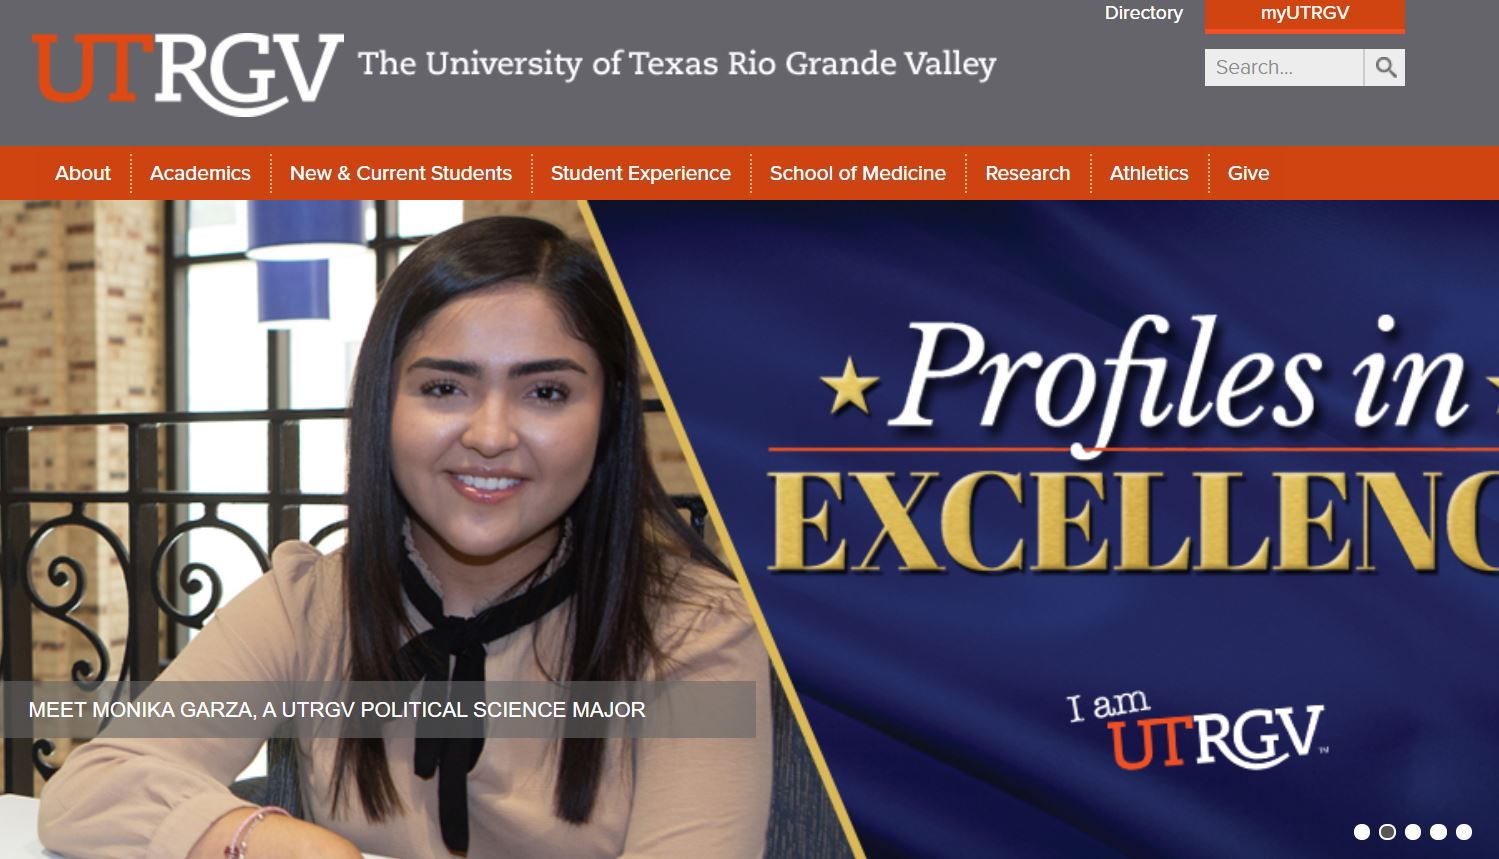 Directory
myUTRGV
UTRGV The University of Texas Rio Grande Valley
Search...
About
Academics
New & Current Students
Student Experience
School of Medicine
Research
Athletics
Give
Profiles in
EXCELLENC
MEET MONIKA GARZA, A UTRGV POLITICAL SCIENCE MAJOR
I am
UTRGV™